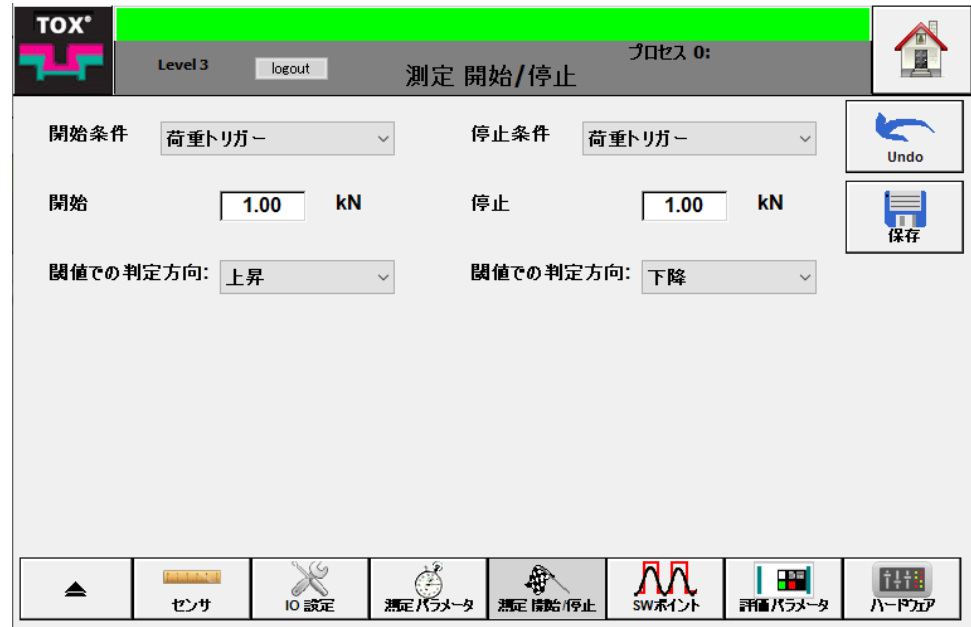 TOX®
Level 3
logout
プロセス 0:
測定 開始/停止
開始条件
荷重トリガー
停止条件
荷重トリガー
Undo
開始
1.00
kN
停止
1.00
kN
保存
閾値での判定方向:
上昇
閾値での判定方向:
下降
センサ
IO 設定
測定パラメータ
測定 開始/停止
SWポイント
評価パラメータ
ハードウェア